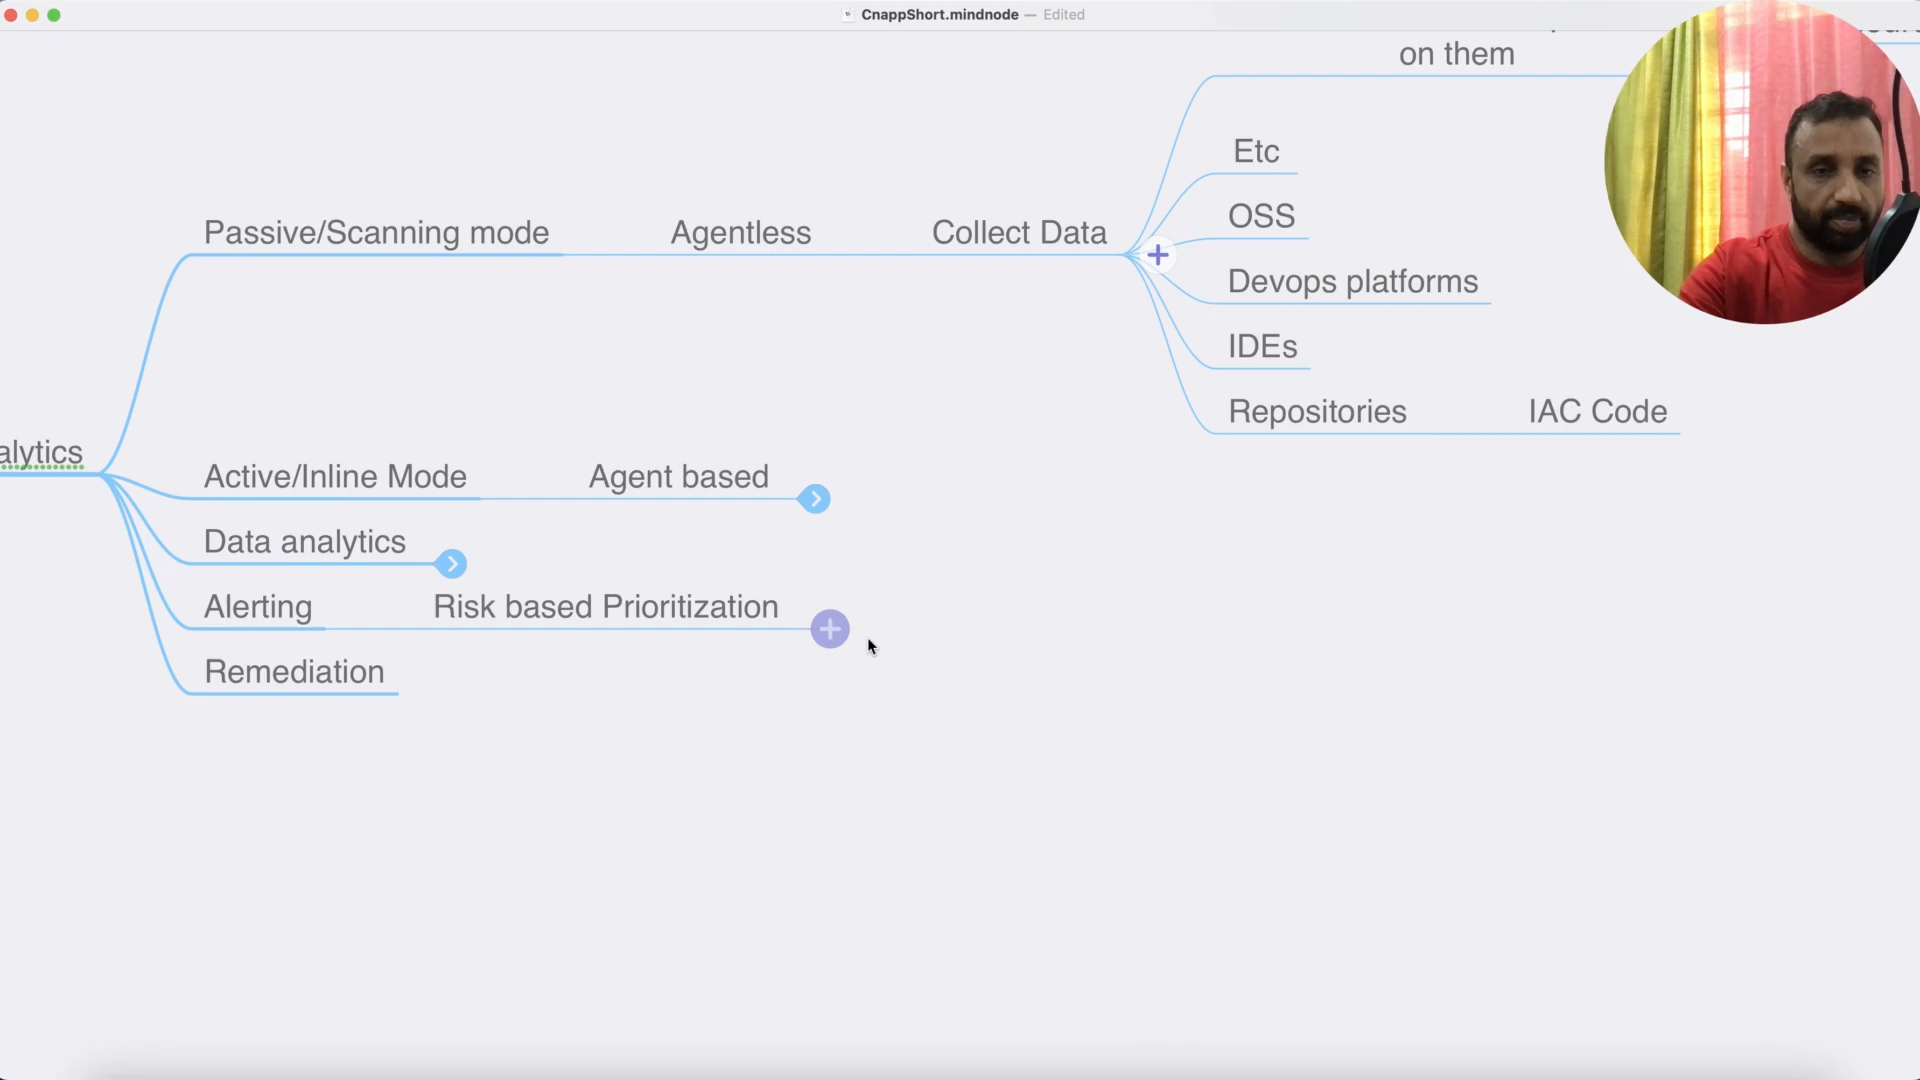 CnappShort.mindnode — Edited
on them
Etc
OSS
Passive/Scanning mode
Agentless
Collect Data
Devops platforms
IDEs
Repositories
IAC Code
alytics
Active/Inline Mode
Agent based
Data analytics
Alerting
Risk based Prioritization
Remediation